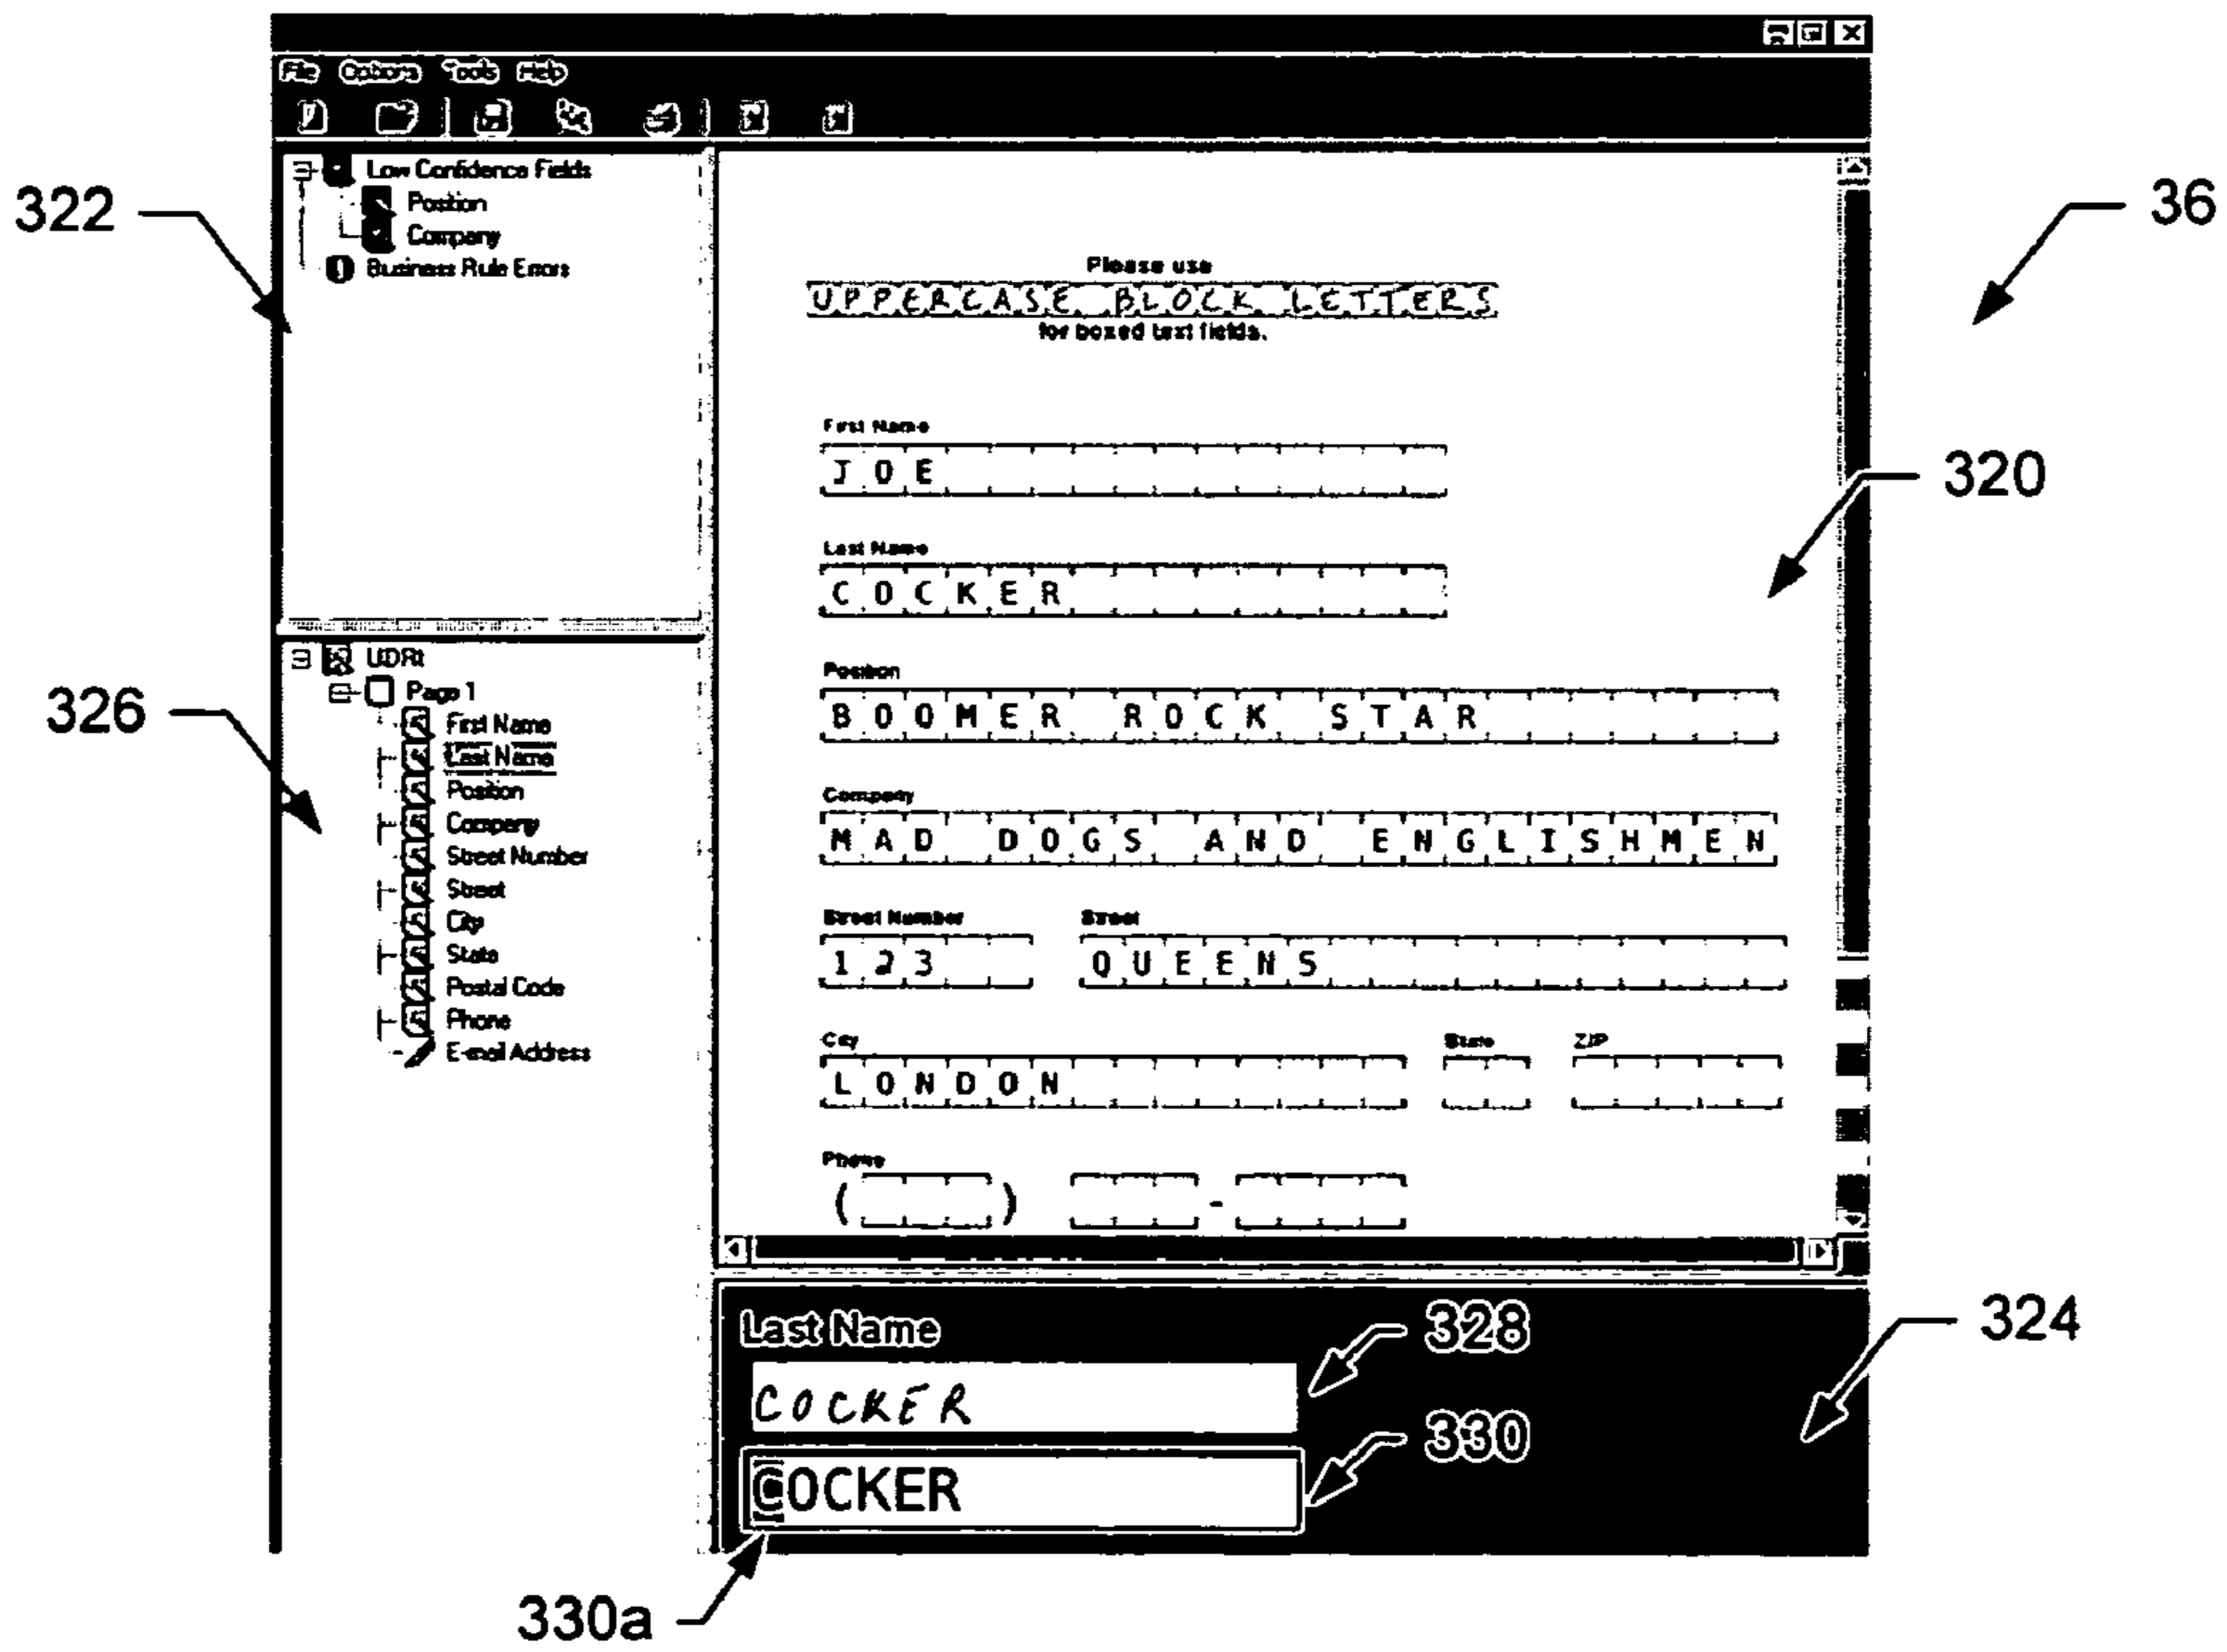 File Options Tools Help
Low Confidence Fields
Position
Company
Business Rule Errors
322
36
Please use
UPPERCASE BLOCK LETTERS
for boxed text fields.
First Name
JOE
320
Last Name
COCKER
Position
BOOMER ROCK STAR
Company
MAD DOGS AND ENGLISHMEN
Street Number Street
123 QUEENS
City State ZIP
LONDON
Phone
( ) -
Page 1
First Name
Last Name
Position
Company
Street Number
Street
City
State
Postal Code
Phone
E-mail Address
326
Last Name
328
324
COCKER
330
COCKER
330a